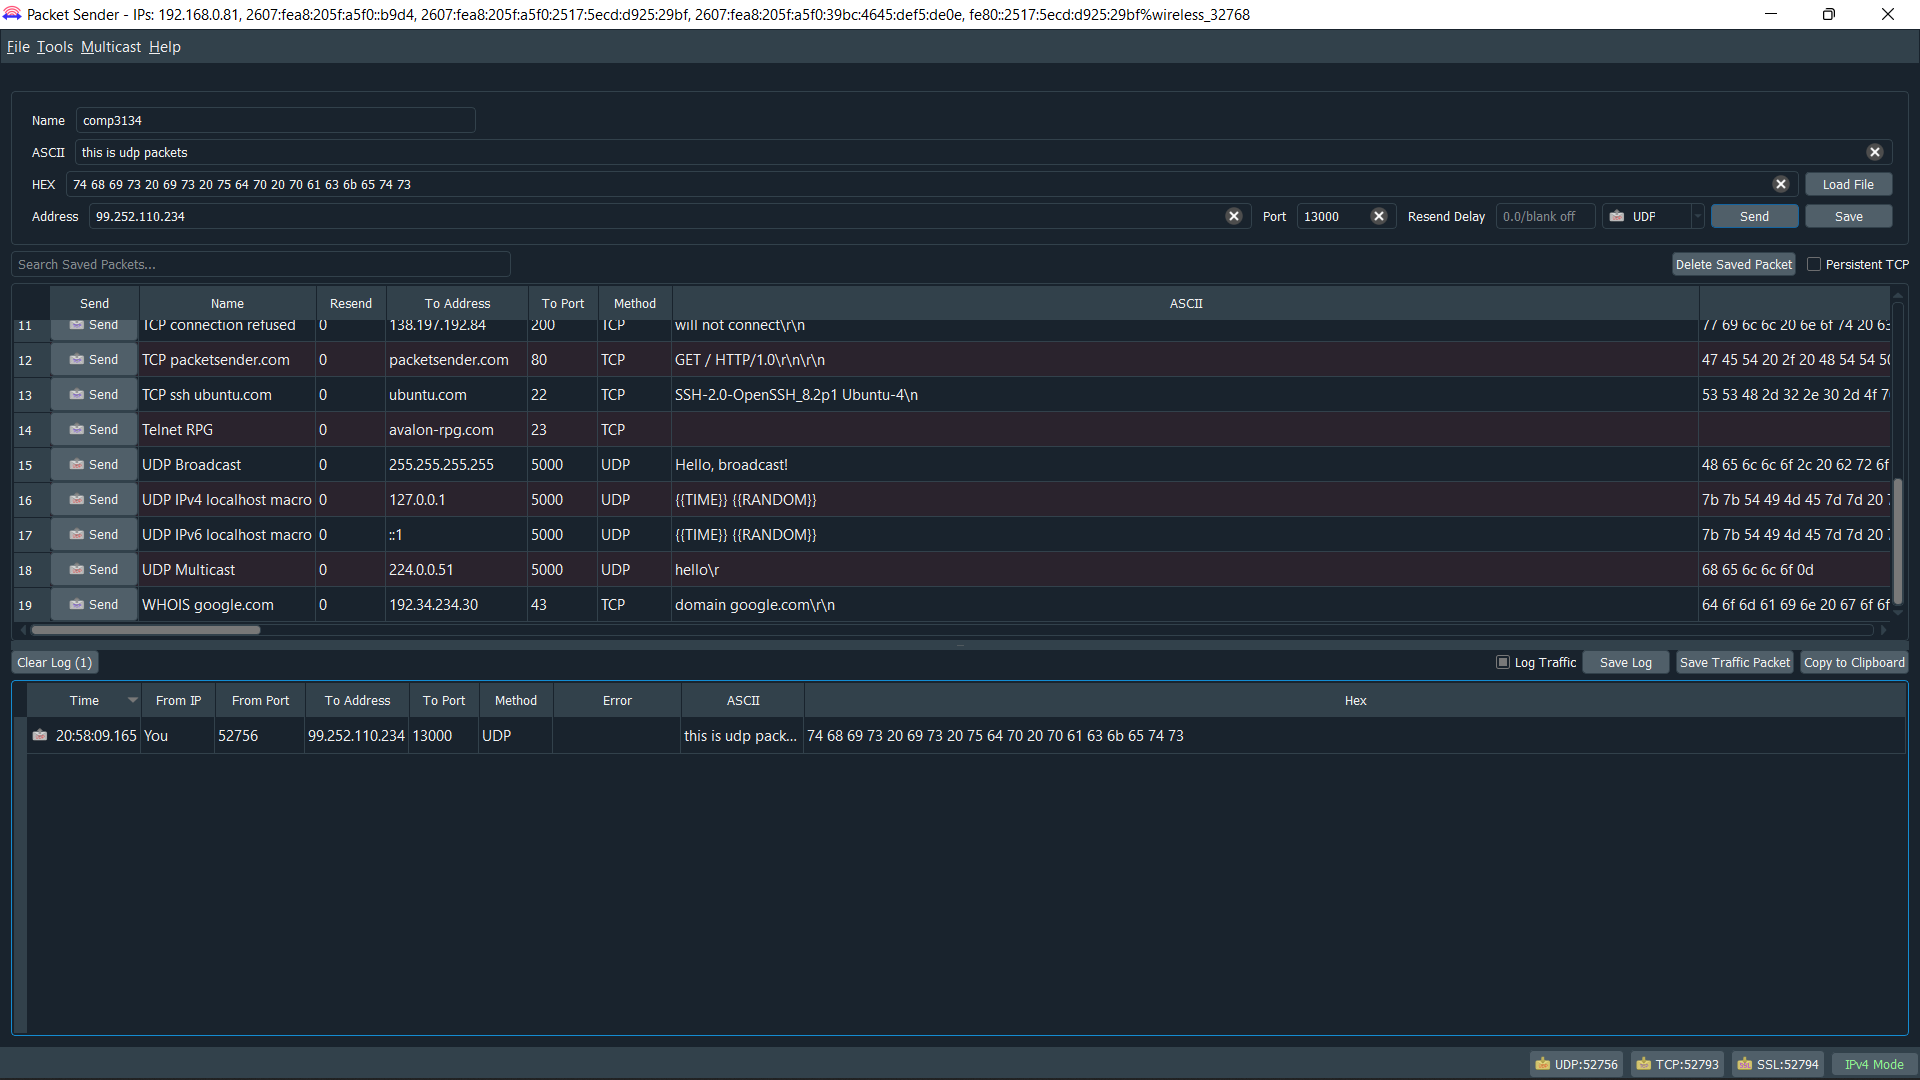 Packet Sender - IPs: 192.168.0.81, 2607:fea8:205f:a5f0::b9d4, 2607:fea8:205f:a5f0:2517:5ecd:d925:29bf, 2607:fea8:205f:a5f0:39bc:4645:def5:de0e, fe80::2517:5ecd:d925:29bf%wireless_32768
File Tools Multicast Help
Name comp3134
ASCII this is udp packets
HEX 74 68 69 73 20 69 73 20 75 64 70 20 70 61 63 6b 65 74 73 Load File
Address 99.252.110.234 Port 13000 Resend Delay 0.0/blank off UDP Send Save
Search Saved Packets... Delete Saved Packet Persistent TCP
Send Name Resend To Address To Port Method ASCII
11 Send TCP connection refused 0 138.197.192.84 200 TCP will not connect\r\n 77 69 6c 6c 20 6e 6f 74 20 63
12 Send TCP packetsender.com 0 packetsender.com 80 TCP GET / HTTP/1.0\r\n\r\n 47 45 54 20 2f 20 48 54 54 50
13 Send TCP ssh ubuntu.com 0 ubuntu.com 22 TCP SSH-2.0-OpenSSH_8.2p1 Ubuntu-4\n 53 53 48 2d 32 2e 30 2d 4f 7
14 Send Telnet RPG 0 avalon-rpg.com 23 TCP
15 Send UDP Broadcast 0 255.255.255.255 5000 UDP Hello, broadcast! 48 65 6c 6c 6f 2c 20 62 72 6f
16 Send UDP IPv4 localhost macro 0 127.0.0.1 5000 UDP {{TIME}} {{RANDOM}} 7b 7b 54 49 4d 45 7d 7d 20
17 Send UDP IPv6 localhost macro 0 ::1 5000 UDP {{TIME}} {{RANDOM}} 7b 7b 54 49 4d 45 7d 7d 20
18 Send UDP Multicast 0 224.0.0.51 5000 UDP hello\r 68 65 6c 6c 6f 0d
19 Send WHOIS google.com 0 192.34.234.30 43 TCP domain google.com\r\n 64 6f 6d 61 69 6e 20 67 6f 6f
Clear Log (1) Log Traffic Save Log Save Traffic Packet Copy to Clipboard
Time From IP From Port To Address To Port Method Error ASCII Hex
20:58:09.165 You 52756 99.252.110.234 13000 UDP this is udp pack... 74 68 69 73 20 69 73 20 75 64 70 20 70 61 63 6b 65 74 73
UDP:52756 TCP:52793 SSL:52794 IPv4 Mode